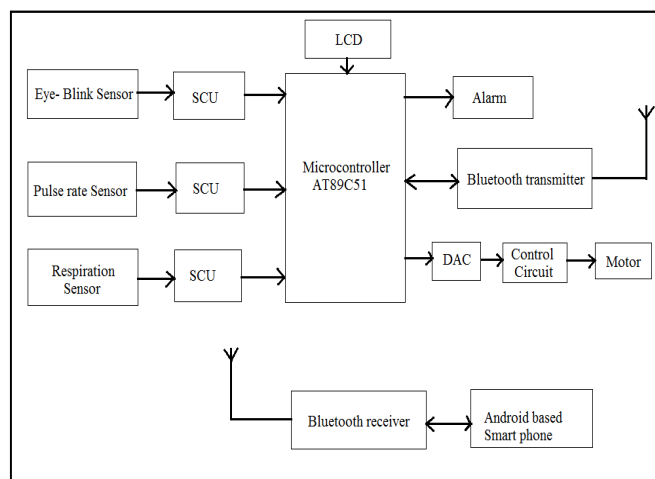 LCD
Eye- Blink Sensor
SCU
Alarm
Microcontroller
AT89C51
Pulse rate Sensor
SCU
Bluetooth transmitter
Respiration
Sensor
SCU
DAC
Control
Circuit
Motor
Bluetooth receiver
Android based
Smart phone